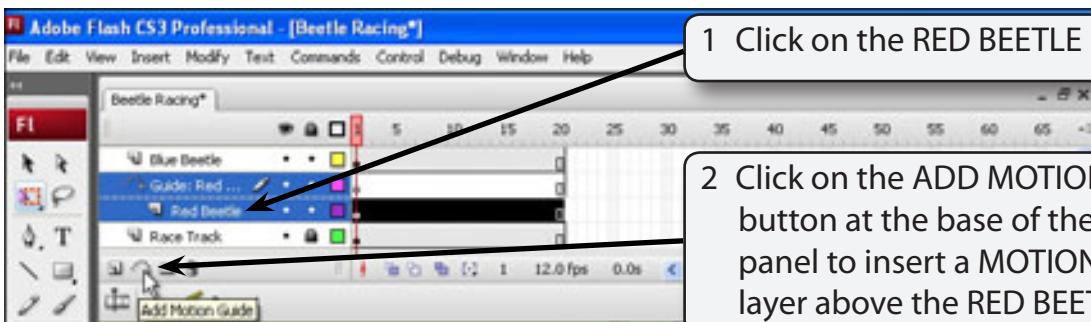 Adobe Flash CS3 Professional - [Beetle Racing*]
File Edit View Insert Modify Text Commands Control Debug Window Help
1 Click on the RED BEETLE
Beetle Racing*
Fl
1 5 10 15 20 25 30 35 40 45 50 55 60 65
Blue Beetle
Guide: Red ...
Red Beetle
Race Track
1 12.0 fps 0.0s
Add Motion Guide
2 Click on the ADD MOTION
button at the base of the
panel to insert a MOTION
layer above the RED BEET